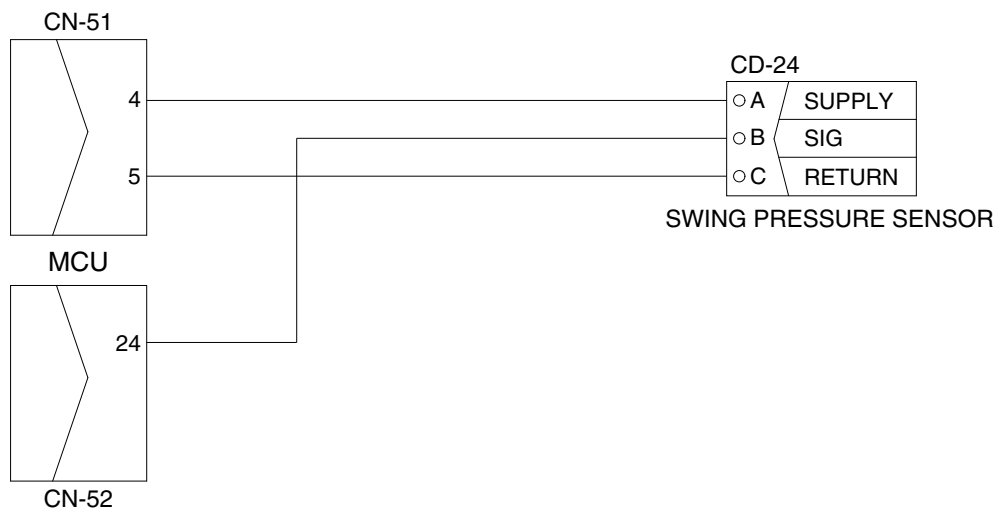 CN-51
4
5
MCU
24
CN-52
CD-24
A SUPPLY
B SIG
C RETURN
SWING PRESSURE SENSOR